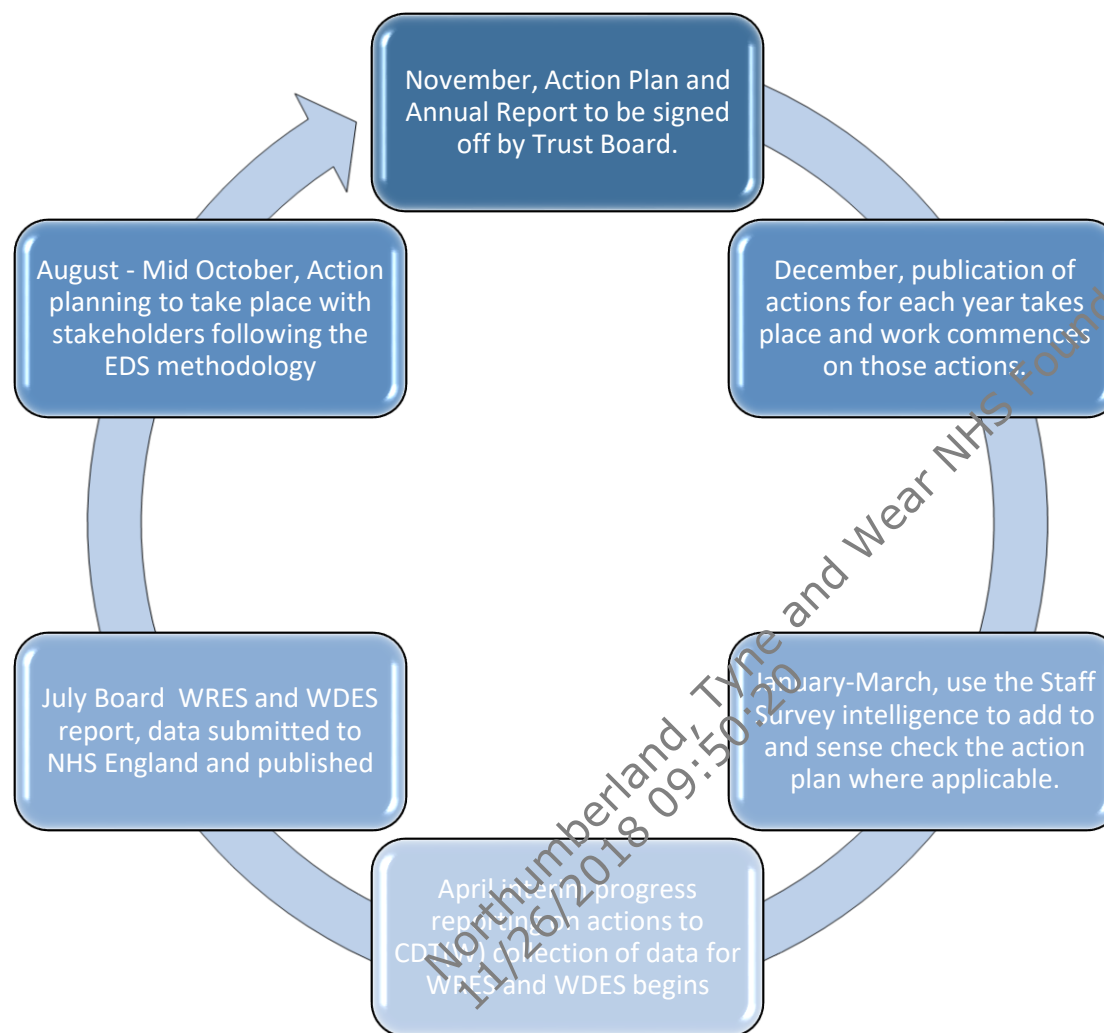 November, Action Plan and
Annual Report to be signed
off by Trust Board.
December, publication of
actions for each year takes
place and work commences
on those actions.
January-March, use the Staff
Survey intelligence to add to
and sense check the action
plan where applicable.
April interim progress
reporting on actions to
CDT(W) collection of data for
WRES and WDES begins
July Board WRES and WDES
report, data submitted to
NHS England and published
August - Mid October, Action
planning to take place with
stakeholders following the
EDS methodology
Northumberland, Tyne and Wear NHS Found
11/26/2018 09:50:20